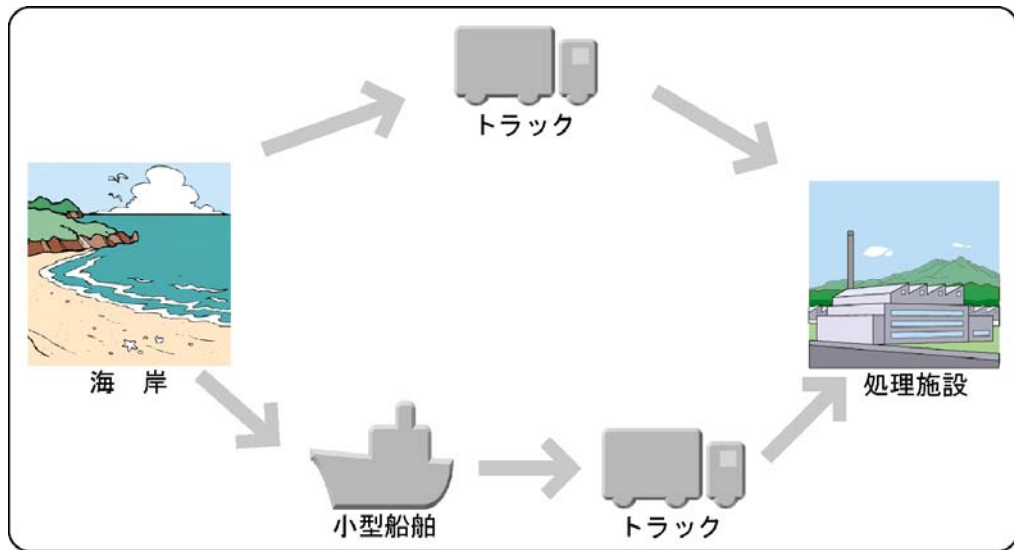 トラック
海　岸
処理施設
小型船舶
トラック